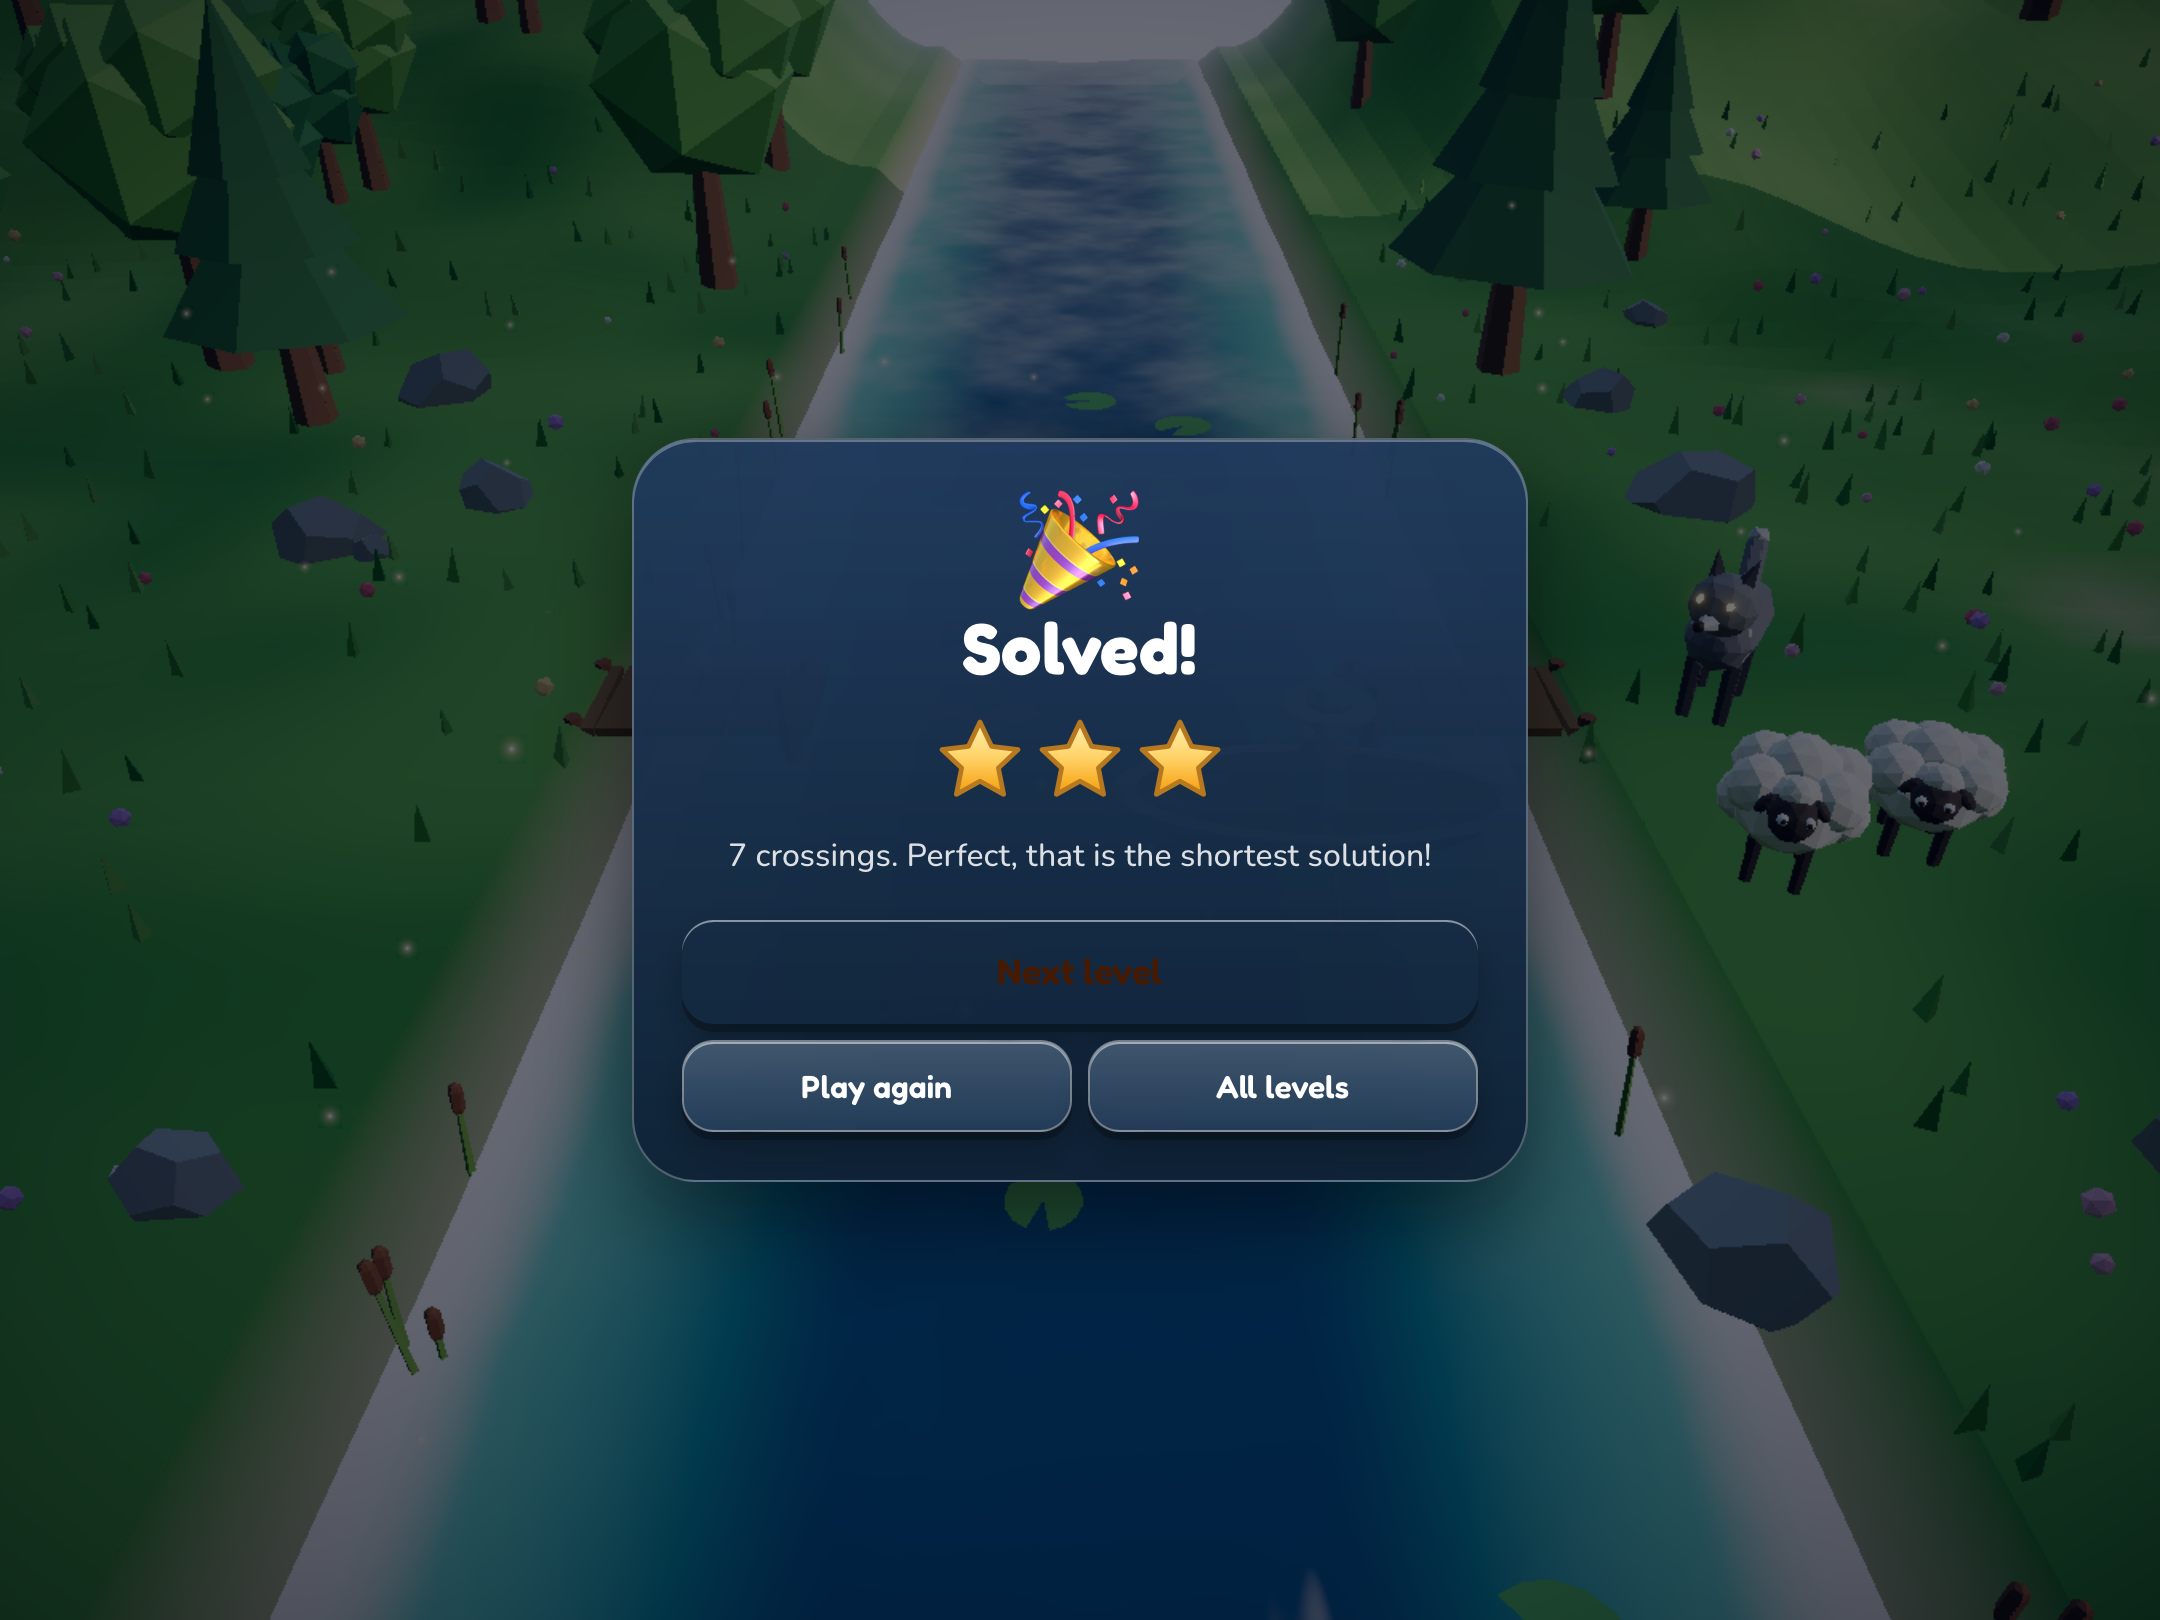 Solved!
7 crossings. Perfect, that is the shortest solution!
Next level
Play again
All levels